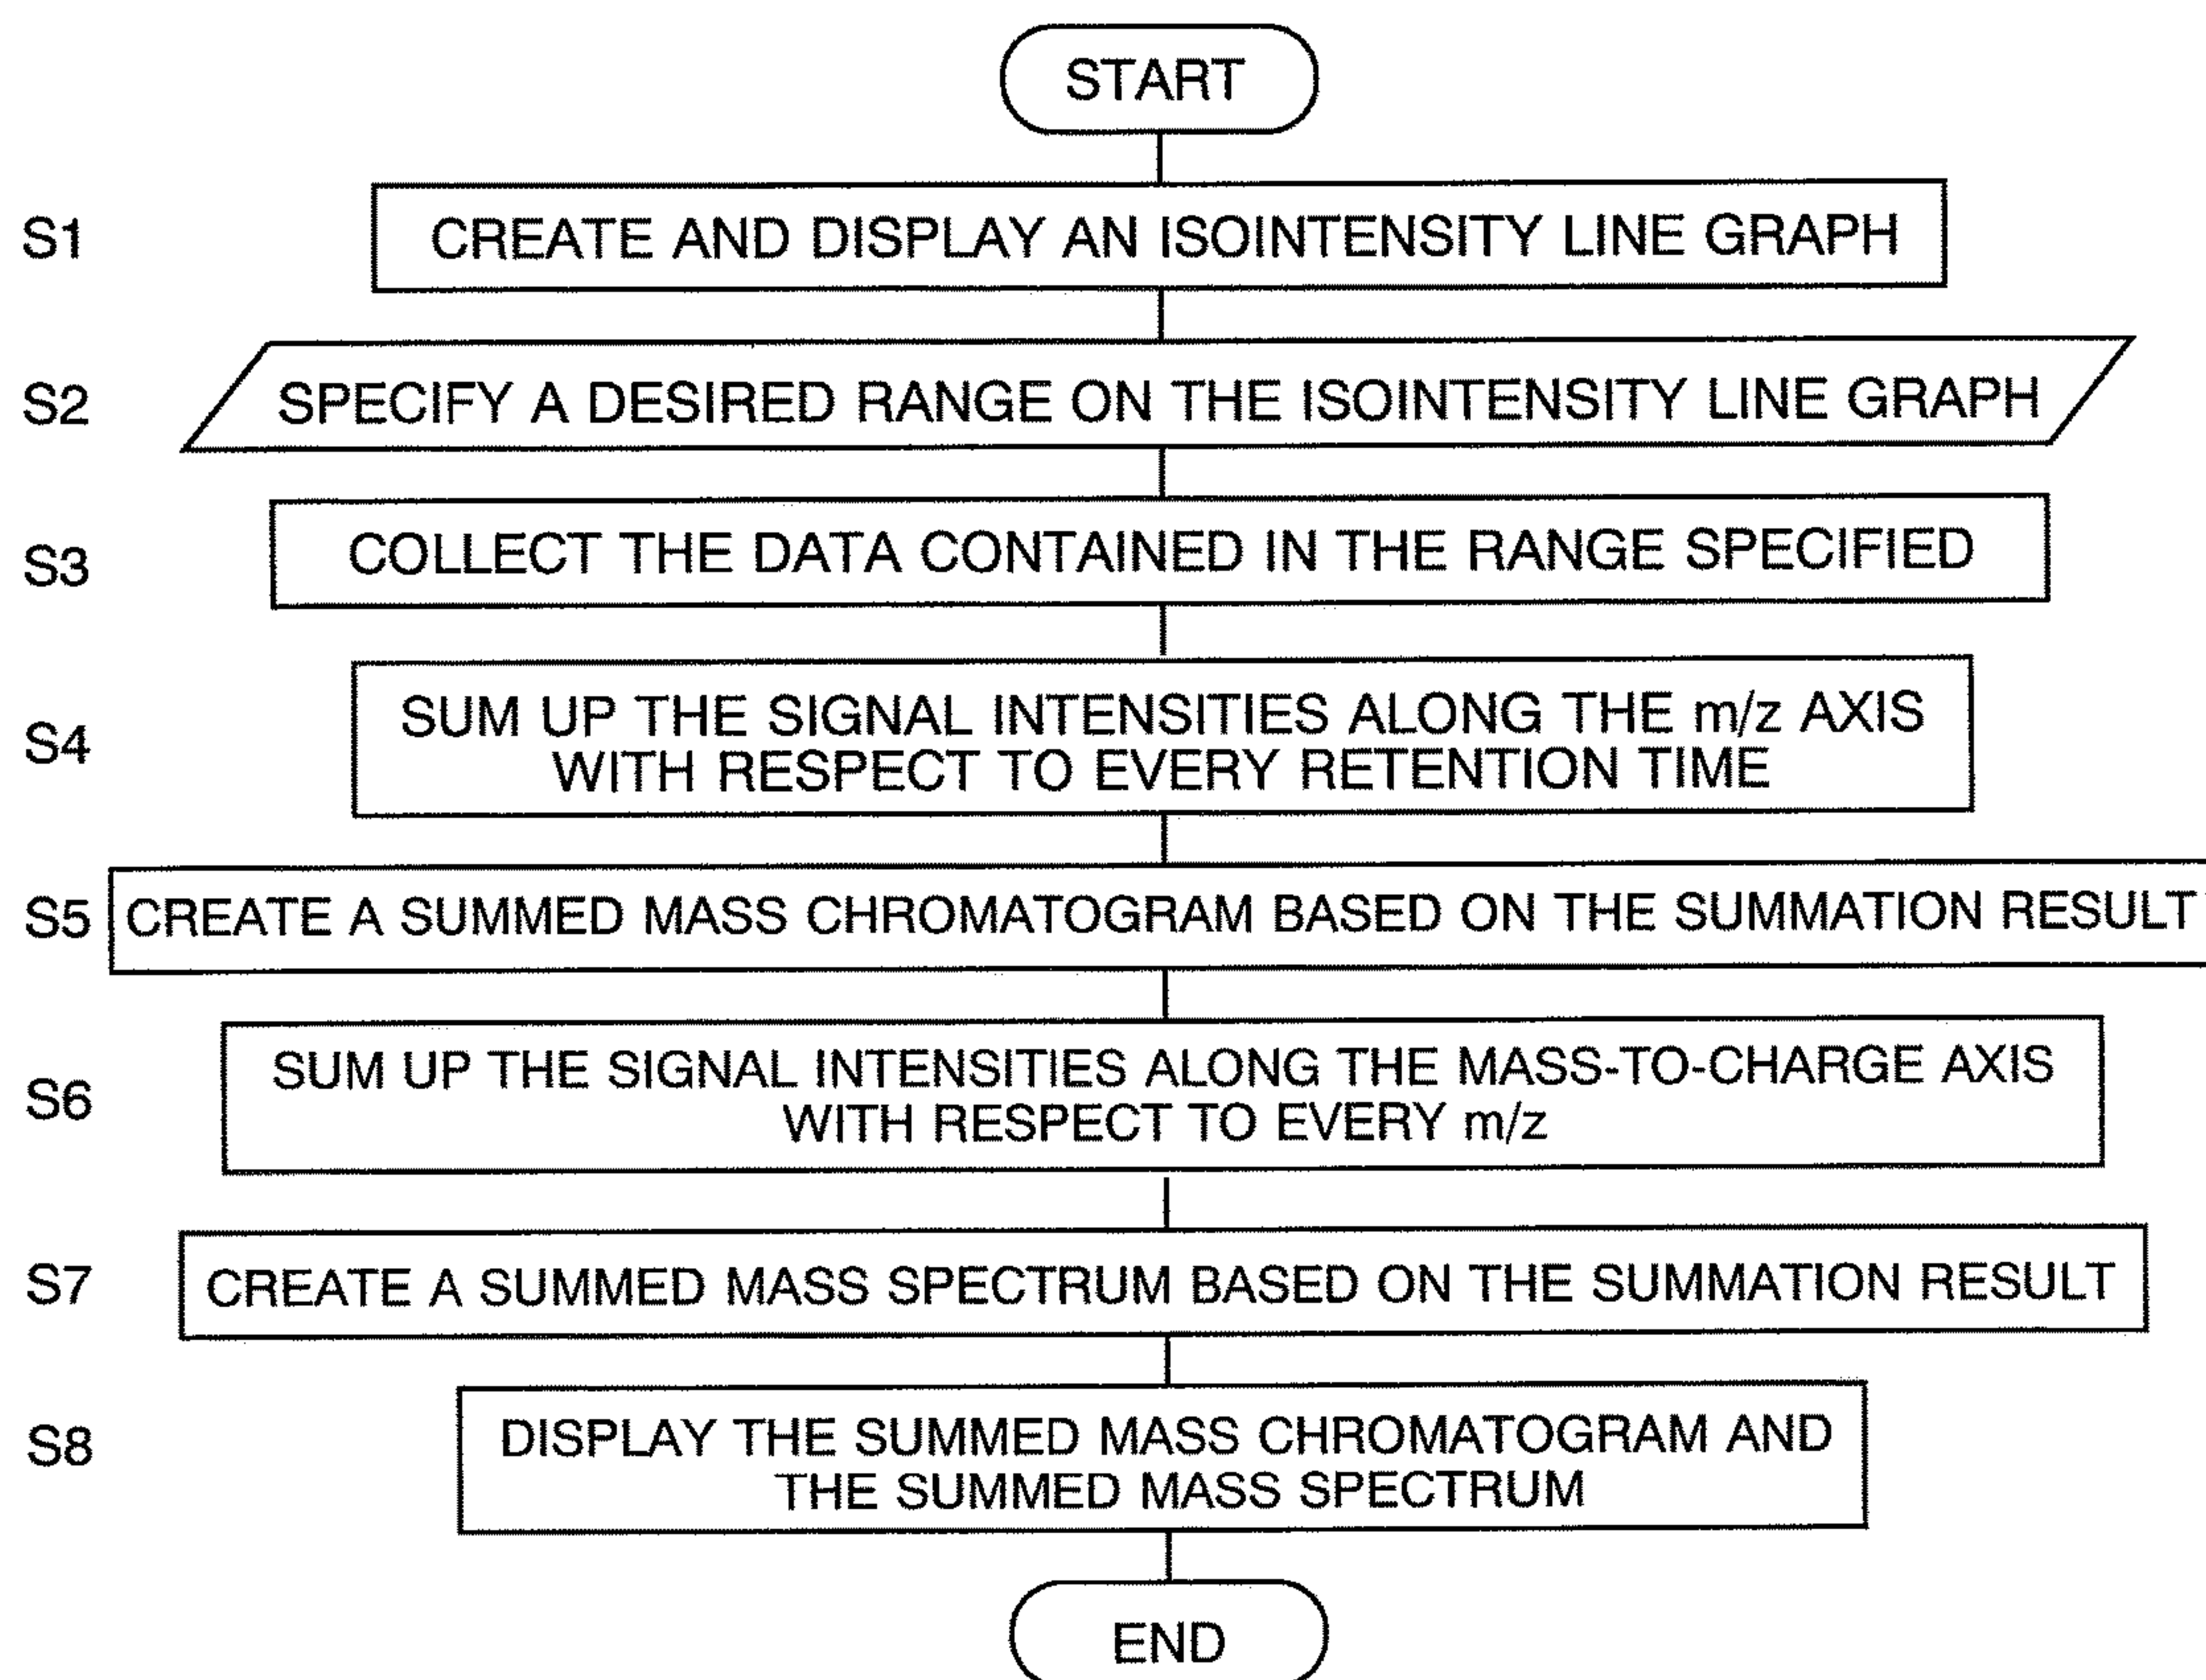 START
S1
CREATE AND DISPLAY AN ISOINTENSITY LINE GRAPH
S2
SPECIFY A DESIRED RANGE ON THE ISOINTENSITY LINE GRAPH
S3
COLLECT THE DATA CONTAINED IN THE RANGE SPECIFIED
S4
SUM UP THE SIGNAL INTENSITIES ALONG THE m/z AXIS
WITH RESPECT TO EVERY RETENTION TIME
S5
CREATE A SUMMED MASS CHROMATOGRAM BASED ON THE SUMMATION RESULT
S6
SUM UP THE SIGNAL INTENSITIES ALONG THE MASS-TO-CHARGE AXIS
WITH RESPECT TO EVERY m/z
S7
CREATE A SUMMED MASS SPECTRUM BASED ON THE SUMMATION RESULT
S8
DISPLAY THE SUMMED MASS CHROMATOGRAM AND
THE SUMMED MASS SPECTRUM
END